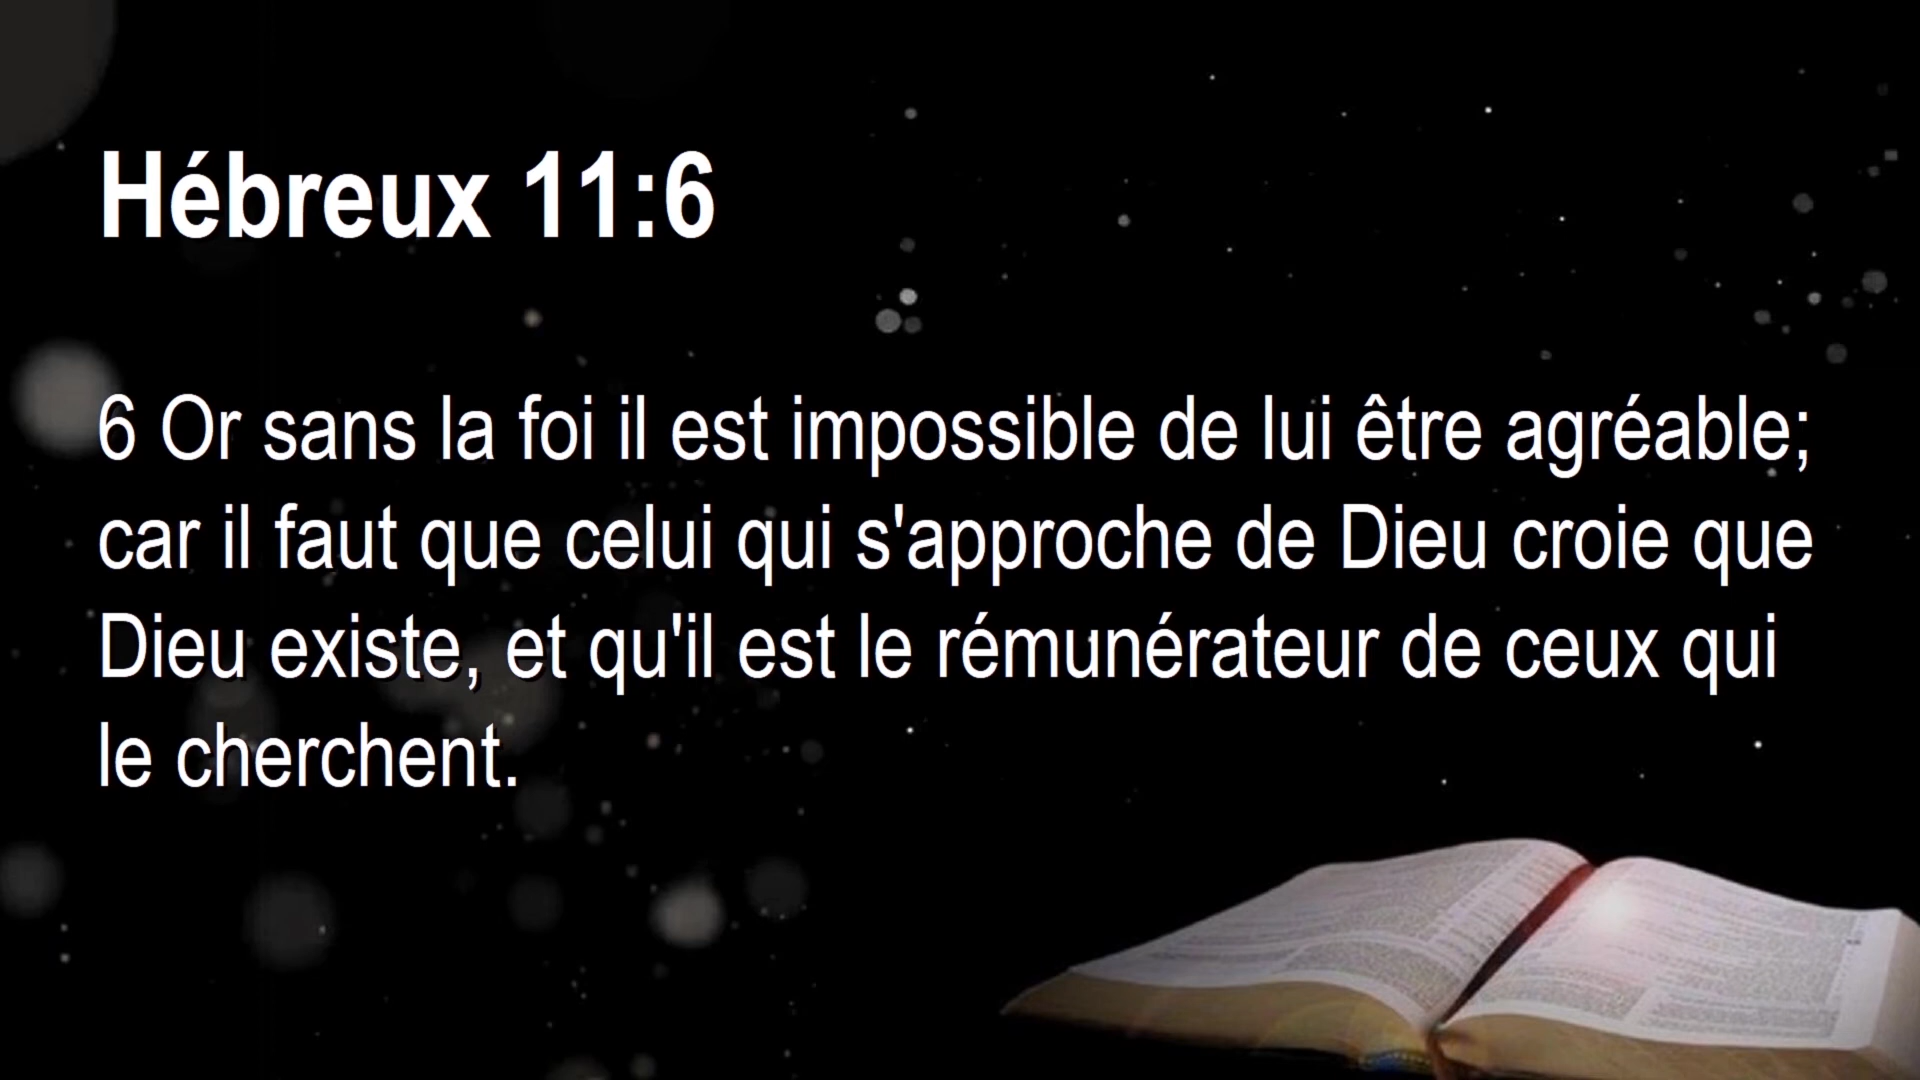 Hébreux 11:6
6 Or sans la foi il est impossible de lui être agréable;
car il faut que celui qui s'approche de Dieu croie que
Dieu existe, et qu'il est le rémunérateur de ceux qui
le cherchent.